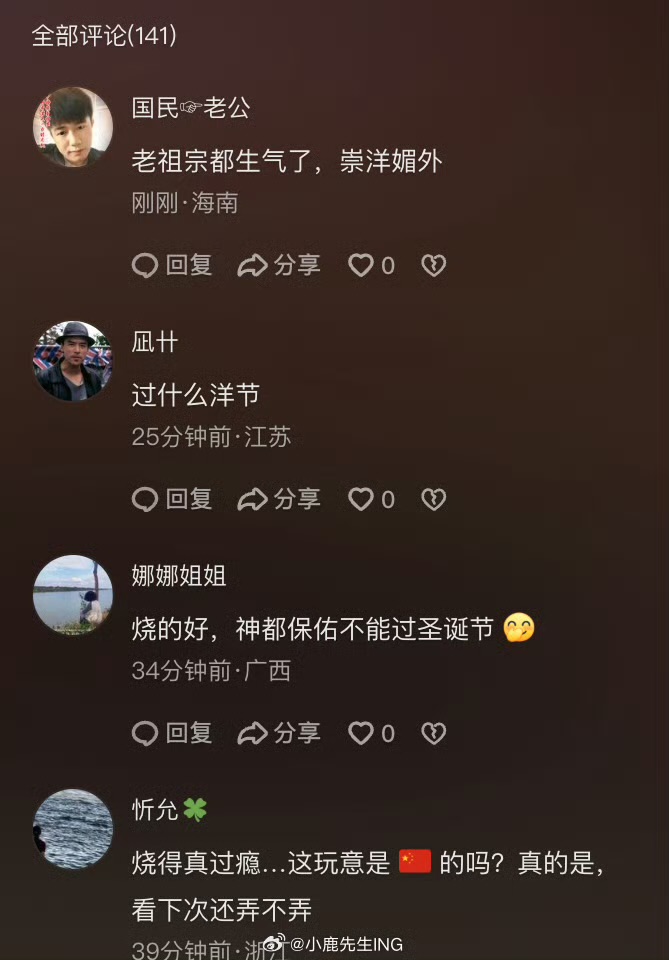 全部评论(141)
国民☞老公
老祖宗都生气了，崇洋媚外
刚刚·海南
回复 分享 0
凪卄
过什么洋节
25分钟前·江苏
回复 分享 0
娜娜姐姐
烧的好，神都保佑不能过圣诞节 🤭
34分钟前·广西
回复 分享 0
忻允🍀
烧得真过瘾...这玩意是 🇨🇳 的吗？真的是，
看下次还弄不弄
39分钟前·浙江
@小鹿先生ING